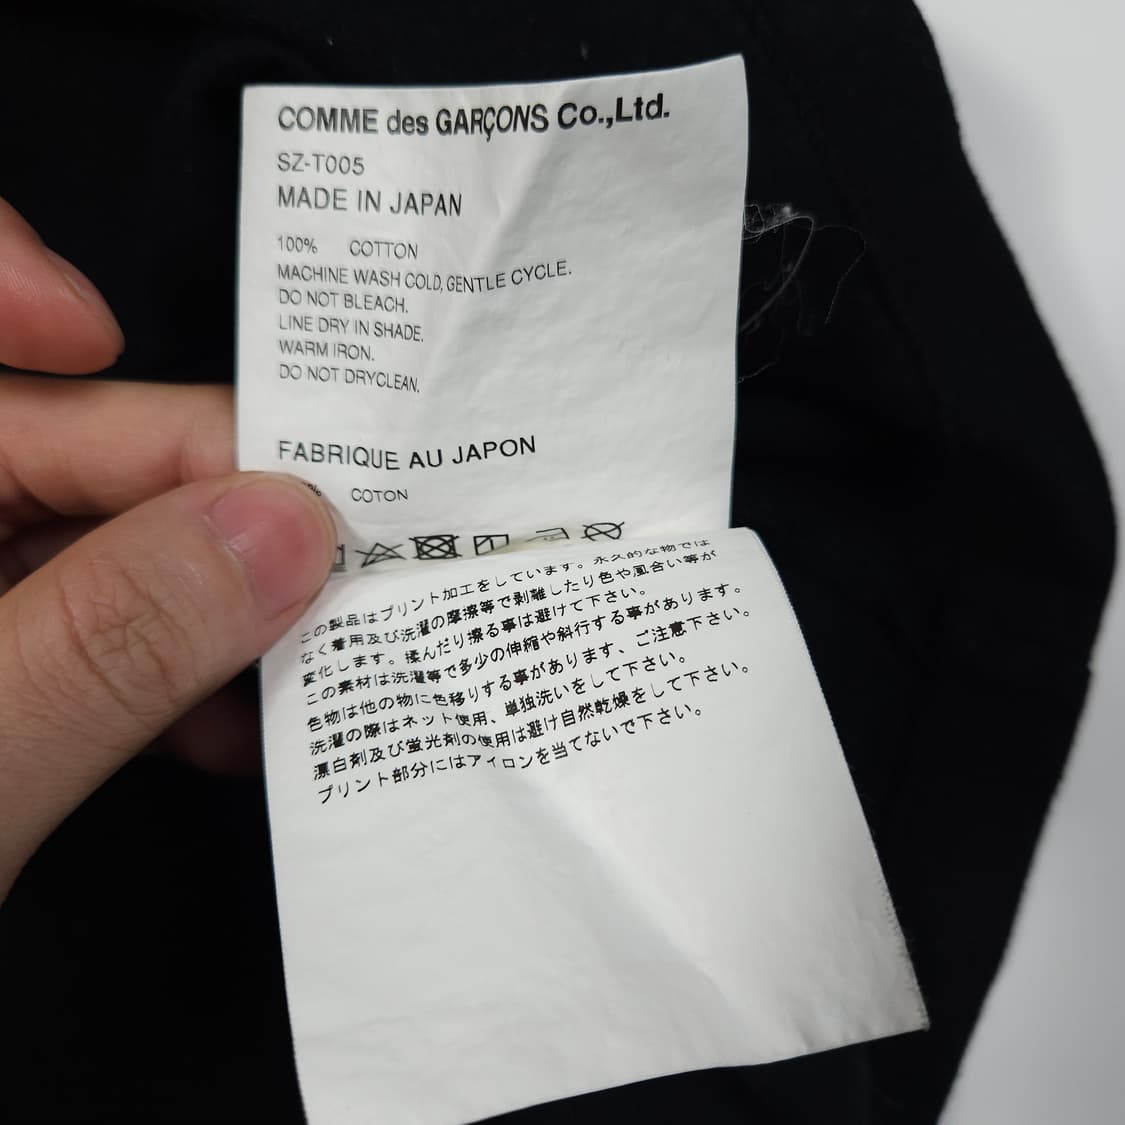 COMME des GARÇONS Co.,Ltd.
SZ-T005
MADE IN JAPAN
100% COTTON
MACHINE WASH COLD, GENTLE CYCLE.
DO NOT BLEACH.
LINE DRY IN SHADE.
WARM IRON.
DO NOT DRYCLEAN.
FABRIQUE AU JAPON
COTON
この製品はプリント加工をしています。永久的な物では
なく着用及び洗濯の摩擦等で剥離したり色や風合い等が
変化します。揉んだり擦る事は避けて下さい。
この素材は洗濯等で多少の伸縮や斜行する事があります。
色物は他の物に色移りする事があります、ご注意下さい。
洗濯の際はネット使用、単独洗いをして下さい。
漂白剤及び蛍光剤の使用は避け自然乾燥をして下さい。
プリント部分にはアイロンを当てないで下さい。